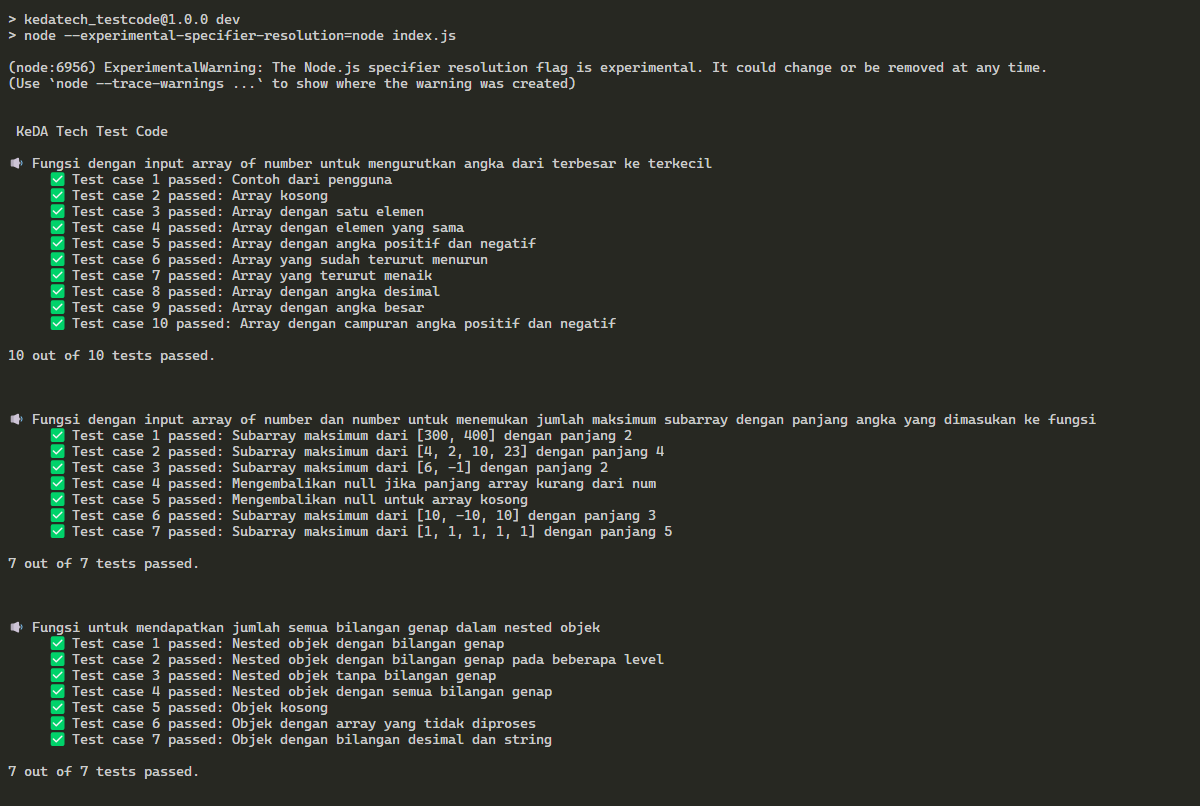 > kedatech_testcode@1.0.0 dev
> node --experimental-specifier-resolution=node index.js
(node:6956) ExperimentalWarning: The Node.js specifier resolution flag is experimental. It could change or be removed at any time.
(Use `node --trace-warnings ...` to show where the warning was created)
KeDA Tech Test Code
Fungsi dengan input array of number untuk mengurutkan angka dari terbesar ke terkecil
Test case 1 passed: Contoh dari pengguna
Test case 2 passed: Array kosong
Test case 3 passed: Array dengan satu elemen
Test case 4 passed: Array dengan elemen yang sama
Test case 5 passed: Array dengan angka positif dan negatif
Test case 6 passed: Array yang sudah terurut menurun
Test case 7 passed: Array yang terurut menaik
Test case 8 passed: Array dengan angka desimal
Test case 9 passed: Array dengan angka besar
Test case 10 passed: Array dengan campuran angka positif dan negatif
10 out of 10 tests passed.
Fungsi dengan input array of number dan number untuk menemukan jumlah maksimum subarray dengan panjang angka yang dimasukan ke fungsi
Test case 1 passed: Subarray maksimum dari [300, 400] dengan panjang 2
Test case 2 passed: Subarray maksimum dari [4, 2, 10, 23] dengan panjang 4
Test case 3 passed: Subarray maksimum dari [6, -1] dengan panjang 2
Test case 4 passed: Mengembalikan null jika panjang array kurang dari num
Test case 5 passed: Mengembalikan null untuk array kosong
Test case 6 passed: Subarray maksimum dari [10, -10, 10] dengan panjang 3
Test case 7 passed: Subarray maksimum dari [1, 1, 1, 1, 1] dengan panjang 5
7 out of 7 tests passed.
Fungsi untuk mendapatkan jumlah semua bilangan genap dalam nested objek
Test case 1 passed: Nested objek dengan bilangan genap
Test case 2 passed: Nested objek dengan bilangan genap pada beberapa level
Test case 3 passed: Nested objek tanpa bilangan genap
Test case 4 passed: Nested objek dengan semua bilangan genap
Test case 5 passed: Objek kosong
Test case 6 passed: Objek dengan array yang tidak diproses
Test case 7 passed: Objek dengan bilangan desimal dan string
7 out of 7 tests passed.